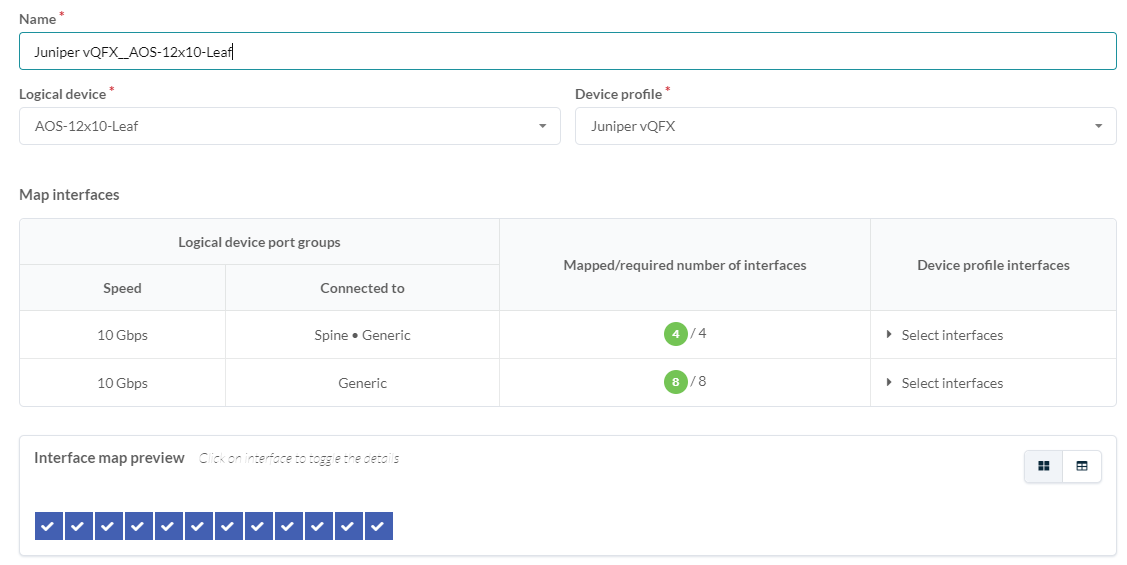 Name *
Juniper vQFX__AOS-12x10-Leaf
Logical device * Device profile *
AOS-12x10-Leaf Juniper vQFX
Map interfaces
Logical device port groups Mapped/required number of interfaces Device profile interfaces
Speed Connected to
10 Gbps Spine • Generic 4 / 4 Select interfaces
10 Gbps Generic 8 / 8 Select interfaces
Interface map preview Click on interface to toggle the details